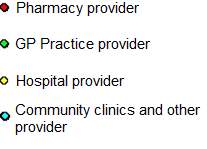 Pharmacy provider
GP Practice provider
Hospital provider
Community clinics and other
provider